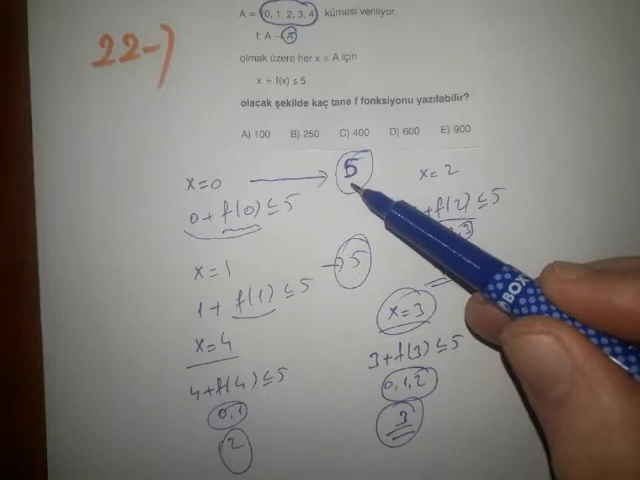 22-)
A = {0, 1, 2, 3, 4} kümesi veriliyor.
f: A → A
olmak üzere her x ∈ A için
x + f(x) ≤ 5
olacak şekilde kaç tane f fonksiyonu yazılabilir?
A) 100 B) 250 C) 400 D) 600 E) 900
x=0 → 5
0+f(0)≤5
x=1
1+f(1)≤5 → 5
x=4
4+f(4)≤5
0,1
2
x=2
+f(2)≤5
3
x=3
3+f(3)≤5
0,1,2
3
BOX